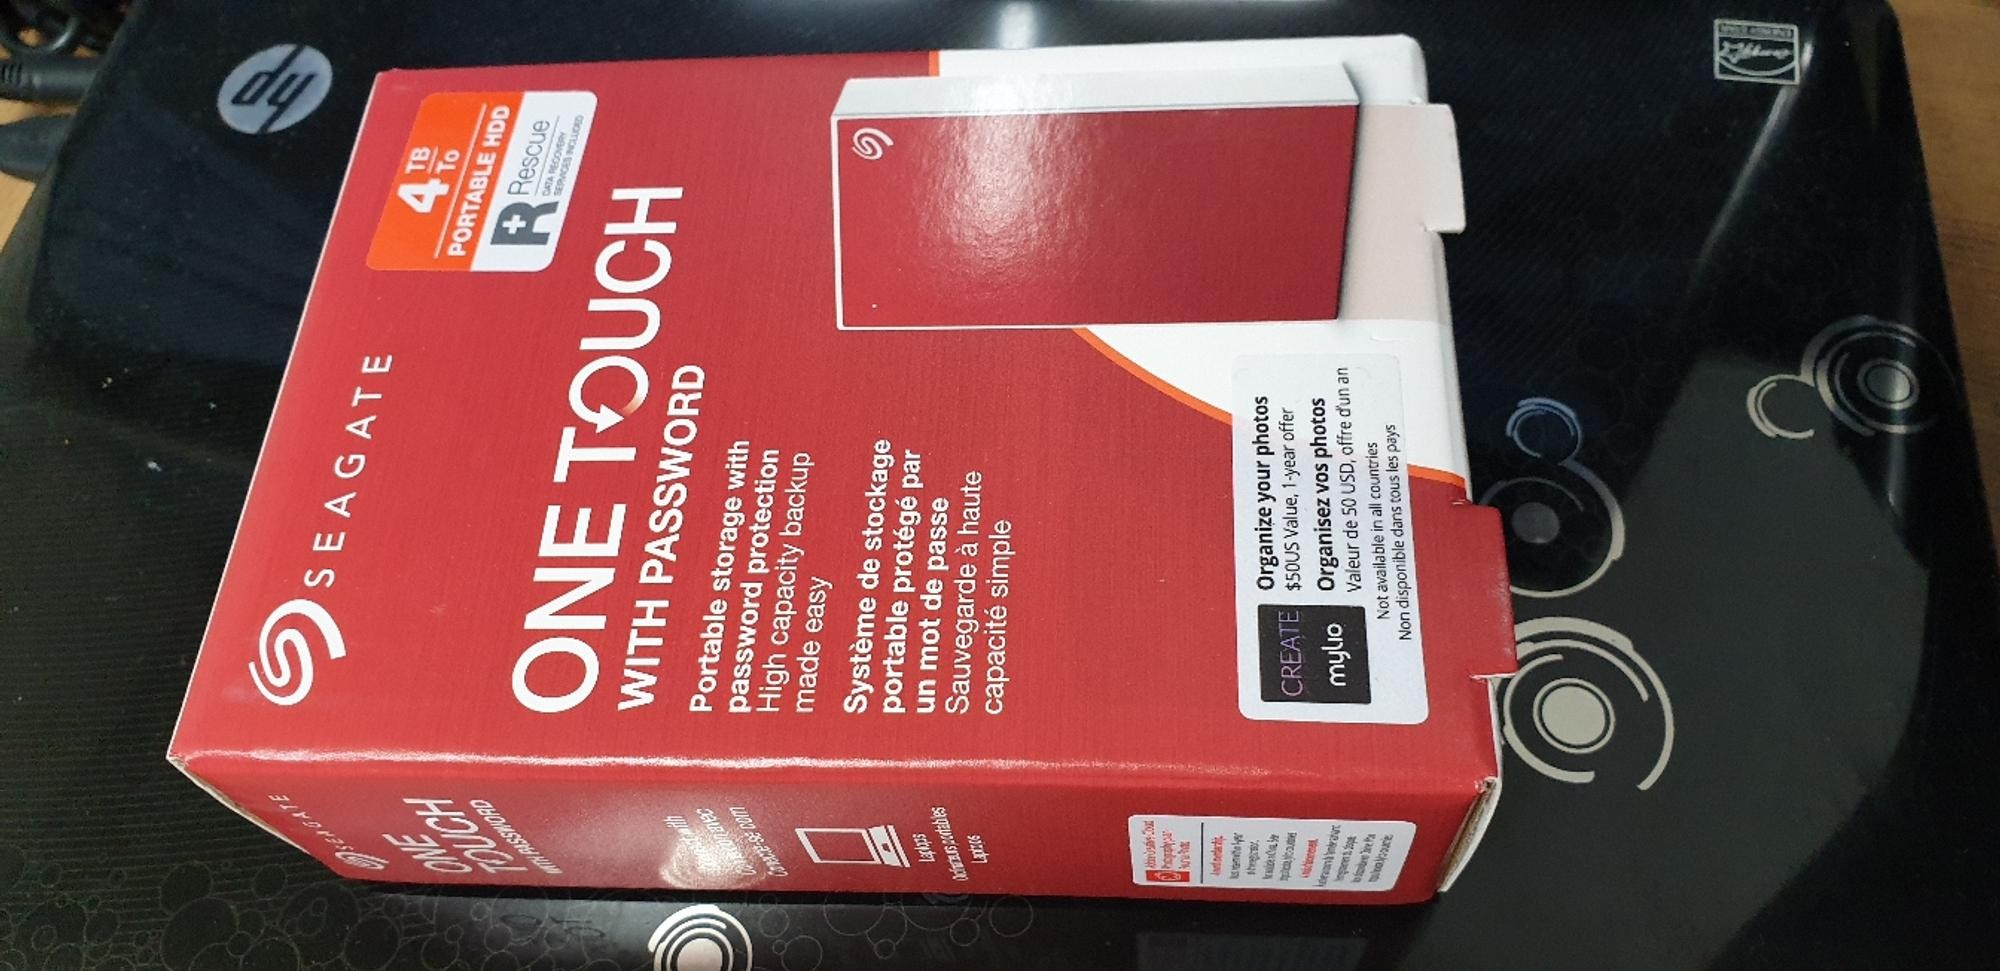 SEAGATE
4 TB
To
PORTABLE HDD
R Rescue
DATA RECOVERY
SERVICES INCLUDED
ONE TOUCH
WITH PASSWORD
Portable storage with
password protection
High capacity backup
made easy
Système de stockage
portable protégé par
un mot de passe
Sauvegarde à haute
capacité simple
CREATE
mylio
Organize your photos
$50US Value, 1-year offer
Organisez vos photos
Valeur de 50 USD, offre d'un an
Not available in all countries
Non disponible dans tous les pays
SEAGATE
ONE
TOUCH
WITH PASSWORD
Laptops
Ordinateurs portables
Laptops
hp